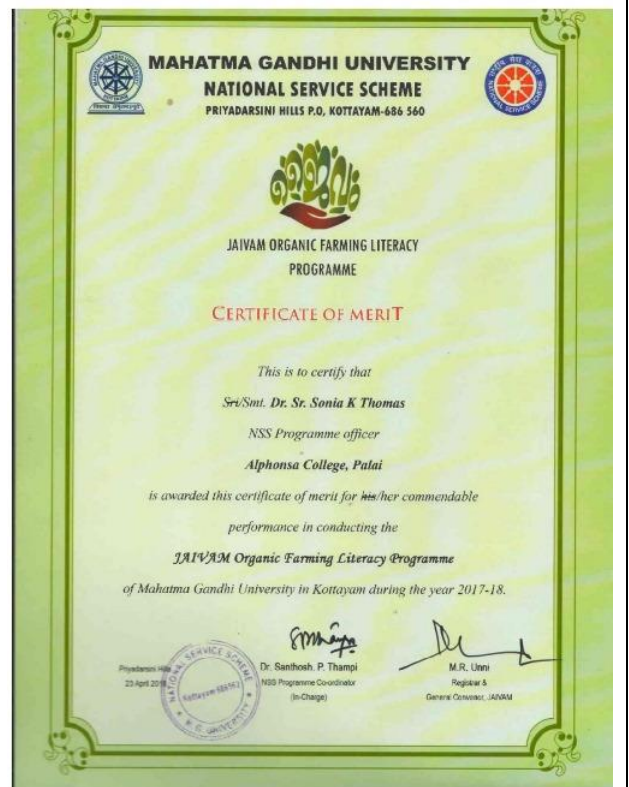 MAHATMA GANDHI UNIVERSITY
NATIONAL SERVICE SCHEME
PRIYADARSINI HILLS P.O, KOTTAYAM-686 560
ജൈവം
JAIVAM ORGANIC FARMING LITERACY
PROGRAMME
CERTIFICATE OF MERIT
This is to certify that
Sri/Smt. Dr. Sr. Sonia K Thomas
NSS Programme officer
Alphonsa College, Palai
is awarded this certificate of merit for his/her commendable
performance in conducting the
JAIVAM Organic Farming Literacy Programme
of Mahatma Gandhi University in Kottayam during the year 2017-18.
Priyadarsini Hills
23 April 2018
NATIONAL SERVICE SCHEME
Kottayam-686562
M. G. UNIVERSITY
Dr. Santhosh. P. Thampi
NSS Programme Co-ordinator
(In-Charge)
M.R. Unni
Registrar &
General Convenor, JAIVAM